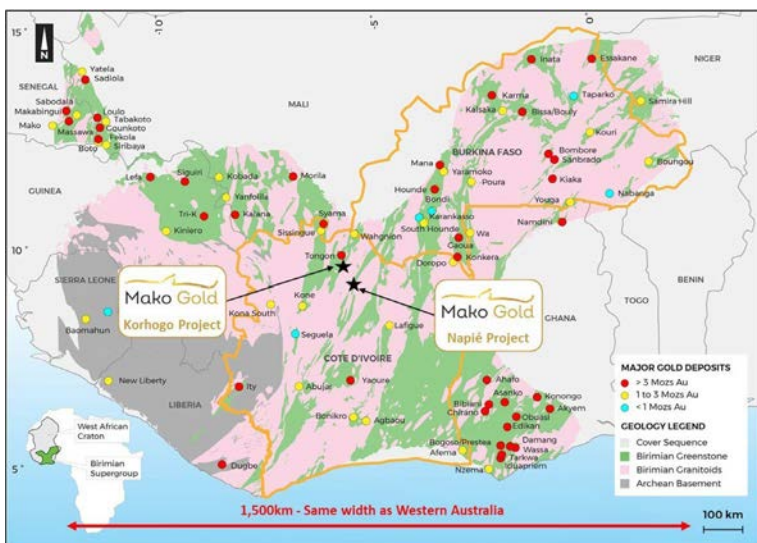 15°
-5°
-0°
10°
5°
N
NIGER
SENEGAL
MALI
GUINEA
BURKINA FASO
SIERRA LEONE
LIBERIA
COTE D'IVOIRE
GHANA
TOGO
BENIN
Yatela
Sadiola
Sabodala
Makabingui
Mako
Massawa
Loulo
Tabakoto
Gounkoto
Fekola
Boto
Siribaya
Lefa
Siguiri
Kobada
Yanfolila
Tri-K
Kalana
Kiniero
Morila
Syama
Sissingue
Wahgnion
Tongon
Inata
Essakane
Karma
Kalsaka
Bissa/Bouly
Taparko
Samira Hill
Kouri
Bombore
Sanbrado
Boungou
Kiaka
Nabanga
Youga
Namdini
Mana
Yaramoko
Hounde
Poura
Bondi
Karankasso
South Hounde
Wa
Gaoua
Konkera
Doropo
Mako Gold
Korhogo Project
Mako Gold
Napié Project
Kona South
Kone
Seguela
Lafigue
Baomahun
New Liberty
Ity
Abujar
Yaoure
Bonikro
Agbaou
Dugbe
Ahafo
Asanko
Bibiani
Chirano
Konongo
Akyem
Obuasi
Edikan
Bogoso/Prestea
Afema
Damang
Wassa
Tarkwa
Iduapriem
Nzema
MAJOR GOLD DEPOSITS
> 3 Mozs Au
1 to 3 Mozs Au
<1 Mozs Au
GEOLOGY LEGEND
Cover Sequence
Birimian Greenstone
Birimian Granitoids
Archean Basement
West African
Craton
Birimian
Supergroup
1,500km - Same width as Western Australia
100 km